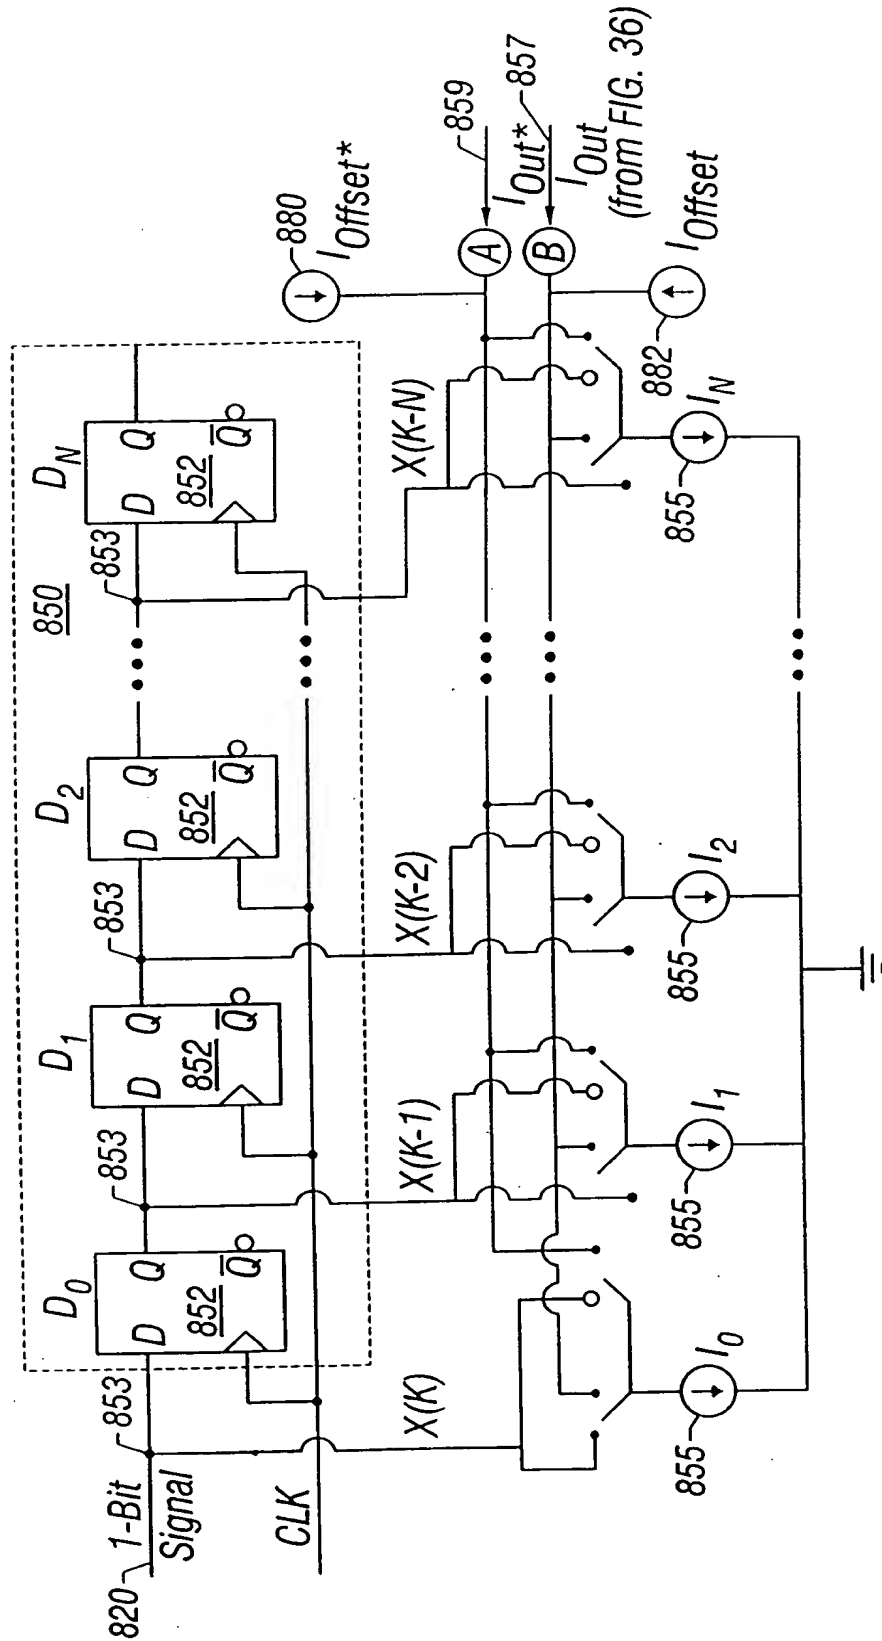 820
1-Bit
Signal
CLK
853
853
853
853
850
D0
D1
D2
DN
D Q
852
Q̅
D Q
852
Q̅
D Q
852
Q̅
D Q
852
Q̅
X(K)
X(K-1)
X(K-2)
X(K-N)
880
IOffset*
859
IOut*
857
IOut
(from FIG. 36)
A
B
882
IOffset
855
I0
855
I1
855
I2
855
IN